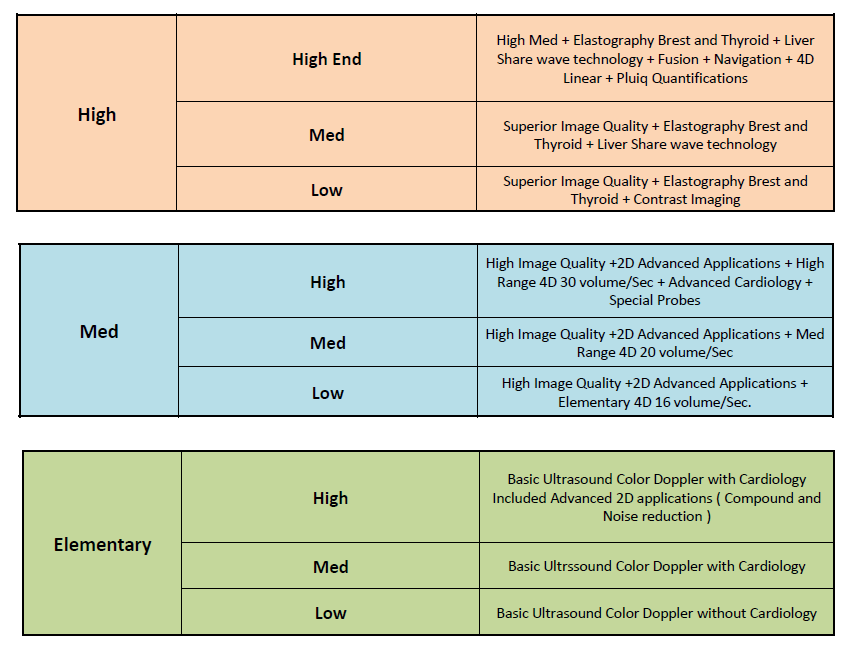 High
High End
High Med + Elastography Brest and Thyroid + Liver
Share wave technology + Fusion + Navigation + 4D
Linear + Pluiq Quantifications
Med
Superior Image Quality + Elastography Brest and
Thyroid + Liver Share wave technology
Low
Superior Image Quality + Elastography Brest and
Thyroid + Contrast Imaging
Med
High
High Image Quality +2D Advanced Applications + High
Range 4D 30 volume/Sec + Advanced Cardiology +
Special Probes
Med
High Image Quality +2D Advanced Applications + Med
Range 4D 20 volume/Sec
Low
High Image Quality +2D Advanced Applications +
Elementary 4D 16 volume/Sec.
Elementary
High
Basic Ultrasound Color Doppler with Cardiology
Included Advanced 2D applications ( Compound and
Noise reduction )
Med
Basic Ultrssound Color Doppler with Cardiology
Low
Basic Ultrasound Color Doppler without Cardiology